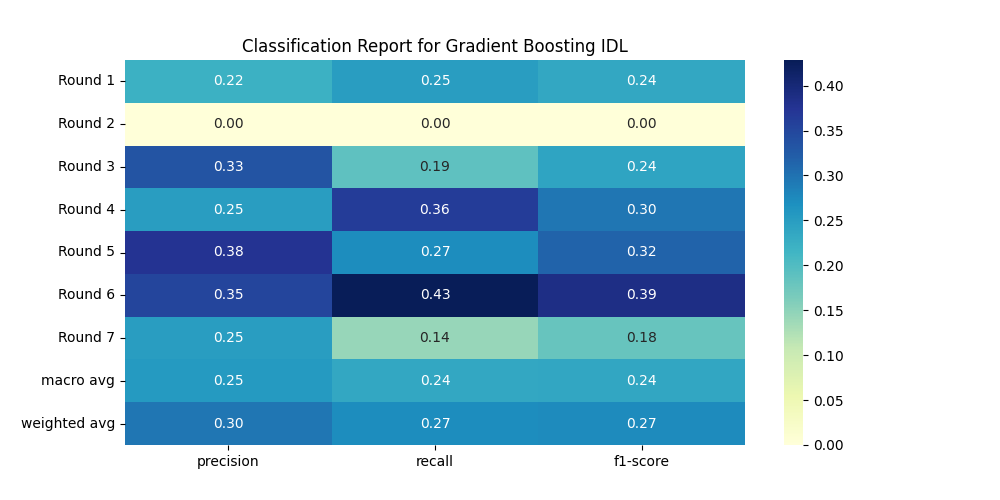 Classification Report for Gradient Boosting IDL
Round 1 0.22 0.25 0.24
Round 2 0.00 0.00 0.00
Round 3 0.33 0.19 0.24
Round 4 0.25 0.36 0.30
Round 5 0.38 0.27 0.32
Round 6 0.35 0.43 0.39
Round 7 0.25 0.14 0.18
macro avg 0.25 0.24 0.24
weighted avg 0.30 0.27 0.27
precision recall f1-score
0.40
0.35
0.30
0.25
0.20
0.15
0.10
0.05
0.00